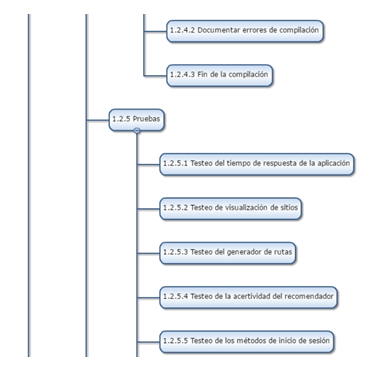 1.2.4.2 Documentar errores de compilación
1.2.4.3 Fin de la compilación
1.2.5 Pruebas
1.2.5.1 Testeo del tiempo de respuesta de la aplicación
1.2.5.2 Testeo de visualización de sitios
1.2.5.3 Testeo del generador de rutas
1.2.5.4 Testeo de la acertividad del recomendador
1.2.5.5 Testeo de los métodos de inicio de sesión